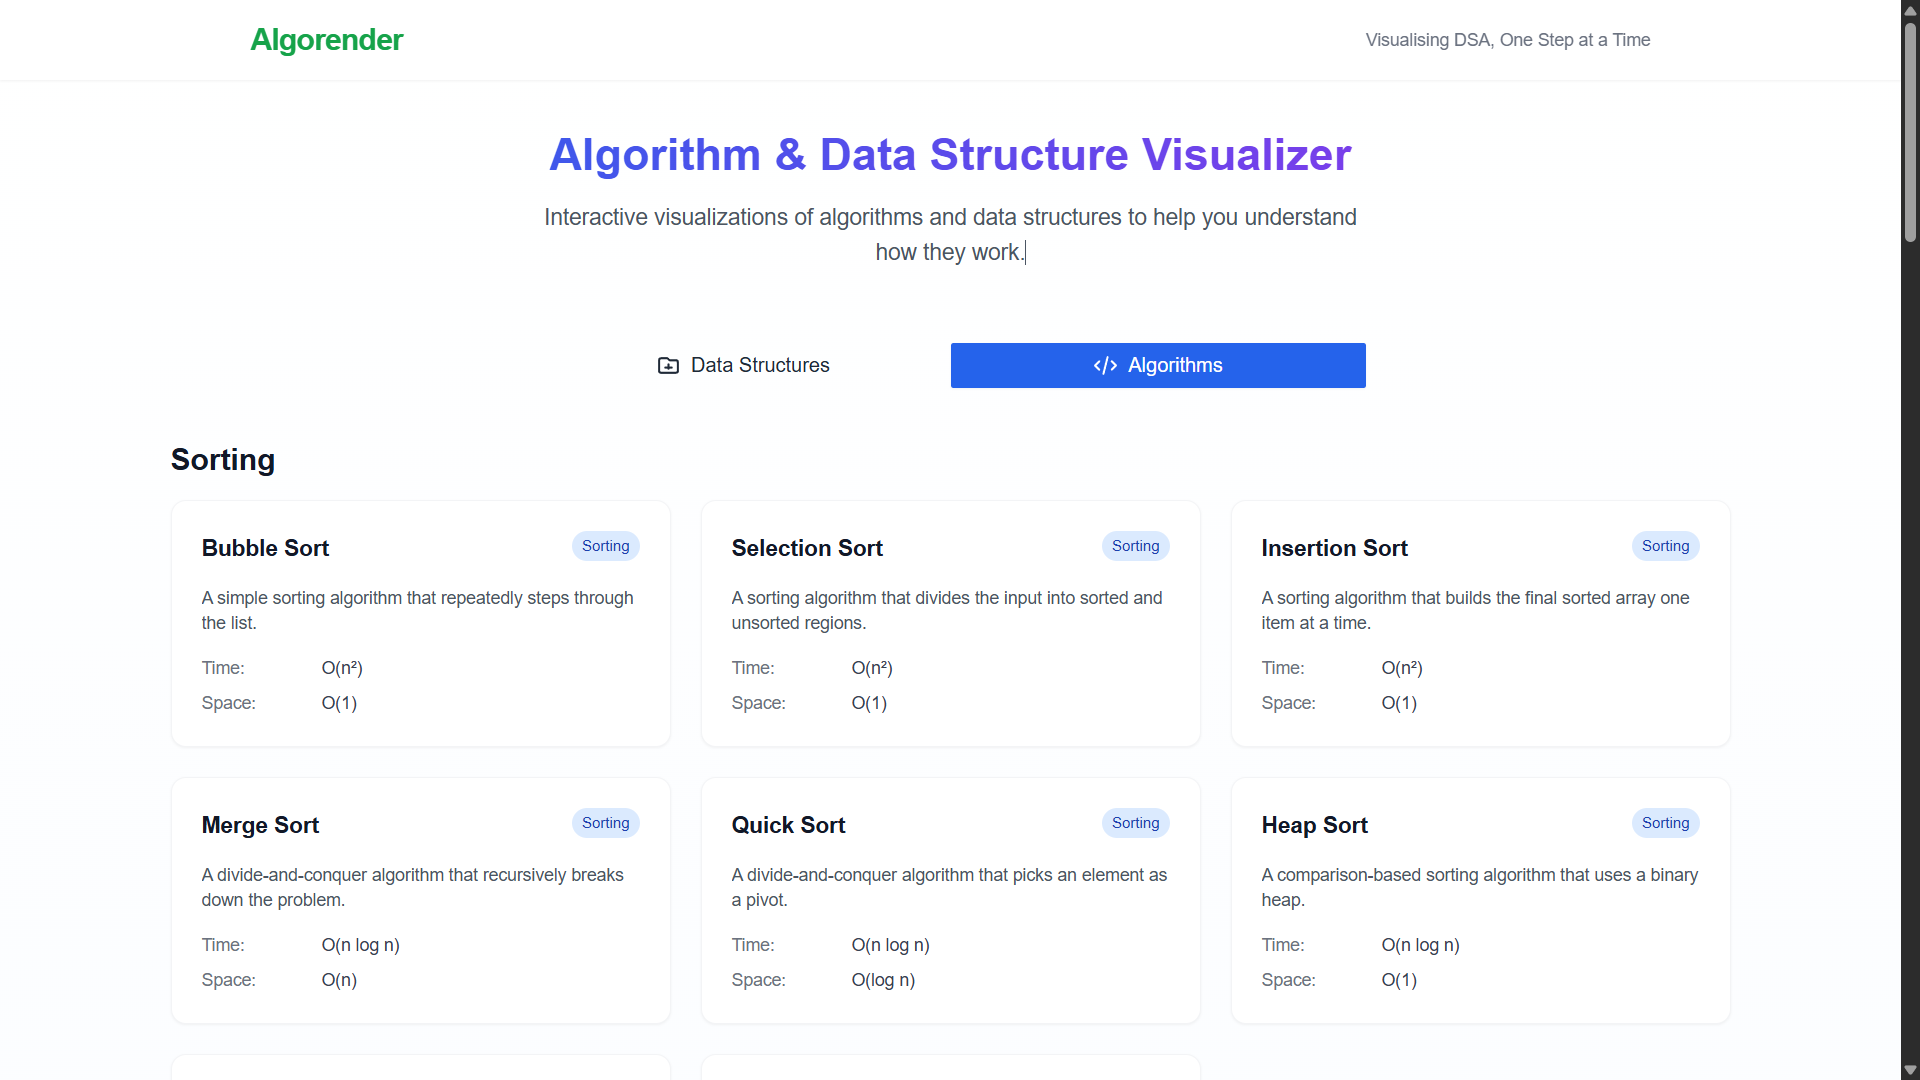 Algorender
Visualising DSA, One Step at a Time
Algorithm & Data Structure Visualizer
Interactive visualizations of algorithms and data structures to help you understand
how they work.
Data Structures
</> Algorithms
Sorting
Bubble Sort
Sorting
A simple sorting algorithm that repeatedly steps through
the list.
Time: O(n²)
Space: O(1)
Selection Sort
Sorting
A sorting algorithm that divides the input into sorted and
unsorted regions.
Time: O(n²)
Space: O(1)
Insertion Sort
Sorting
A sorting algorithm that builds the final sorted array one
item at a time.
Time: O(n²)
Space: O(1)
Merge Sort
Sorting
A divide-and-conquer algorithm that recursively breaks
down the problem.
Time: O(n log n)
Space: O(n)
Quick Sort
Sorting
A divide-and-conquer algorithm that picks an element as
a pivot.
Time: O(n log n)
Space: O(log n)
Heap Sort
Sorting
A comparison-based sorting algorithm that uses a binary
heap.
Time: O(n log n)
Space: O(1)